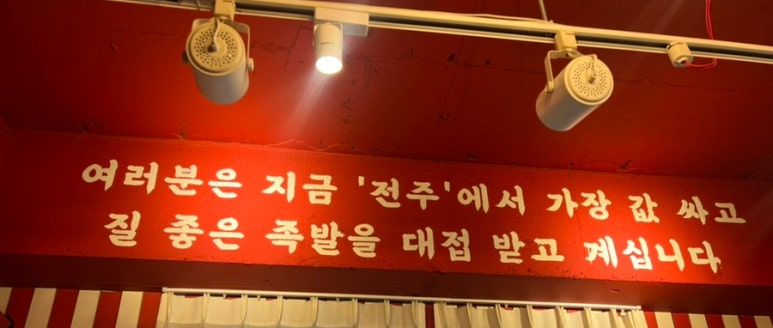 여러분은 지금 '전주'에서 가장 값 싸고
질 좋은 족발을 대접 받고 계십니다